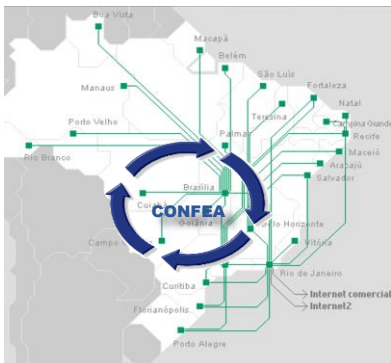 Boa Vista
Macapá
Belém
São Luís
Fortaleza
Manaus
Teresina
Natal
Campina Grande
Porto Velho
Palmas
Recife
Rio Branco
Maceió
Aracajú
Salvador
Brasília
Cuiabá
CONFEA
Goiânia
Campo
Belo Horizonte
Vitória
Rio de Janeiro
Curitiba
Internet comercial
Internet2
Florianópolis
Porto Alegre